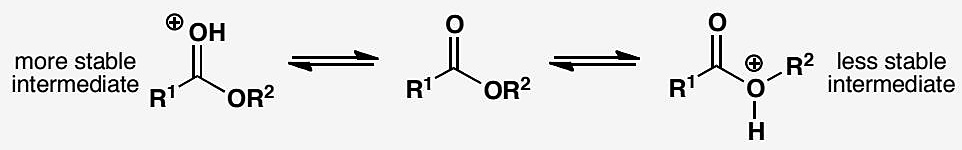 more stable
intermediate
⊕
OH
R¹
OR²
O
R¹
OR²
O
R¹
⊕
R²
O
H
less stable
intermediate